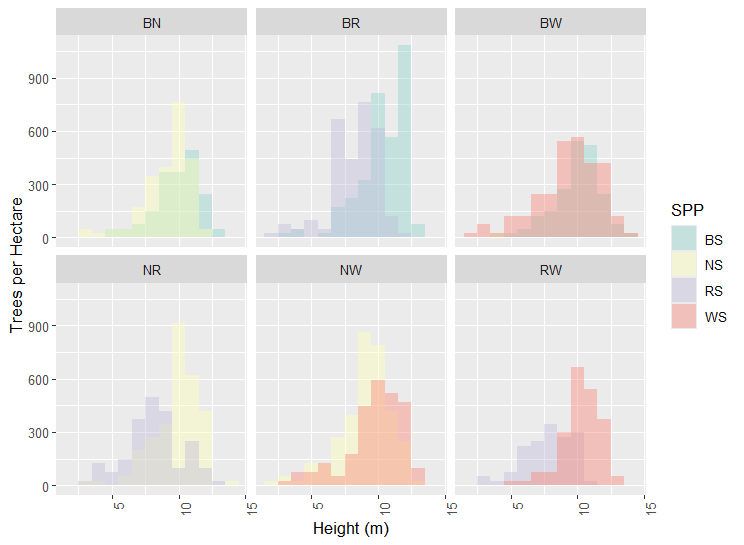 BN BR BW
900
600
300
0
NR NW RW
900
600
300
0
5 10 15 5 10 15 5 10 15
Height (m)
Trees per Hectare
SPP
BS
NS
RS
WS